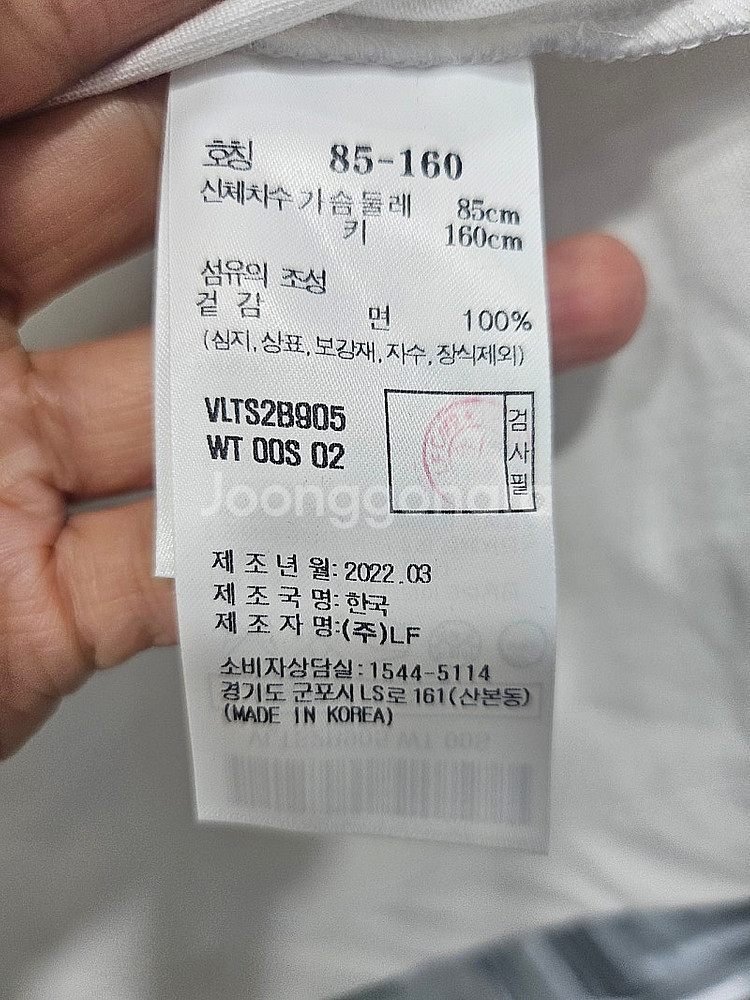 호칭 85-160
신체치수 가슴둘레 85cm
키 160cm
섬유의 조성
겉 감 면 100%
(심지,상표,보강재,자수,장식제외)
VLTS2B905
WT 00S 02
검사필
Joonggona
제조년월: 2022.03
제조국명: 한국
제조자명:(주)LF
소비자상담실:1544-5114
경기도 군포시 LS로 161(산본동)
(MADE IN KOREA)